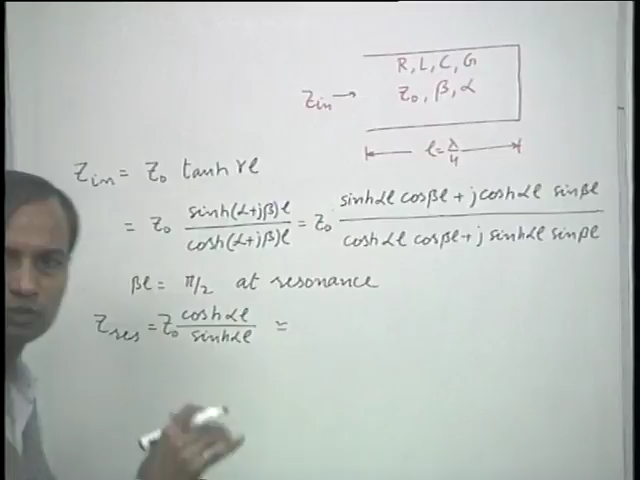 R, L, C, G
Zin → Z₀, β, α
l = λ/4
Zin = Z₀ tanh γl
= Z₀ sinh(α+jβ)l / cosh(α+jβ)l = Z₀ (sinhαl cosβl + j coshαl sinβl) / (coshαl cosβl + j sinhαl sinβl)
βl = π/2 at resonance
Zres = Z₀ coshαl / sinhαl ≃